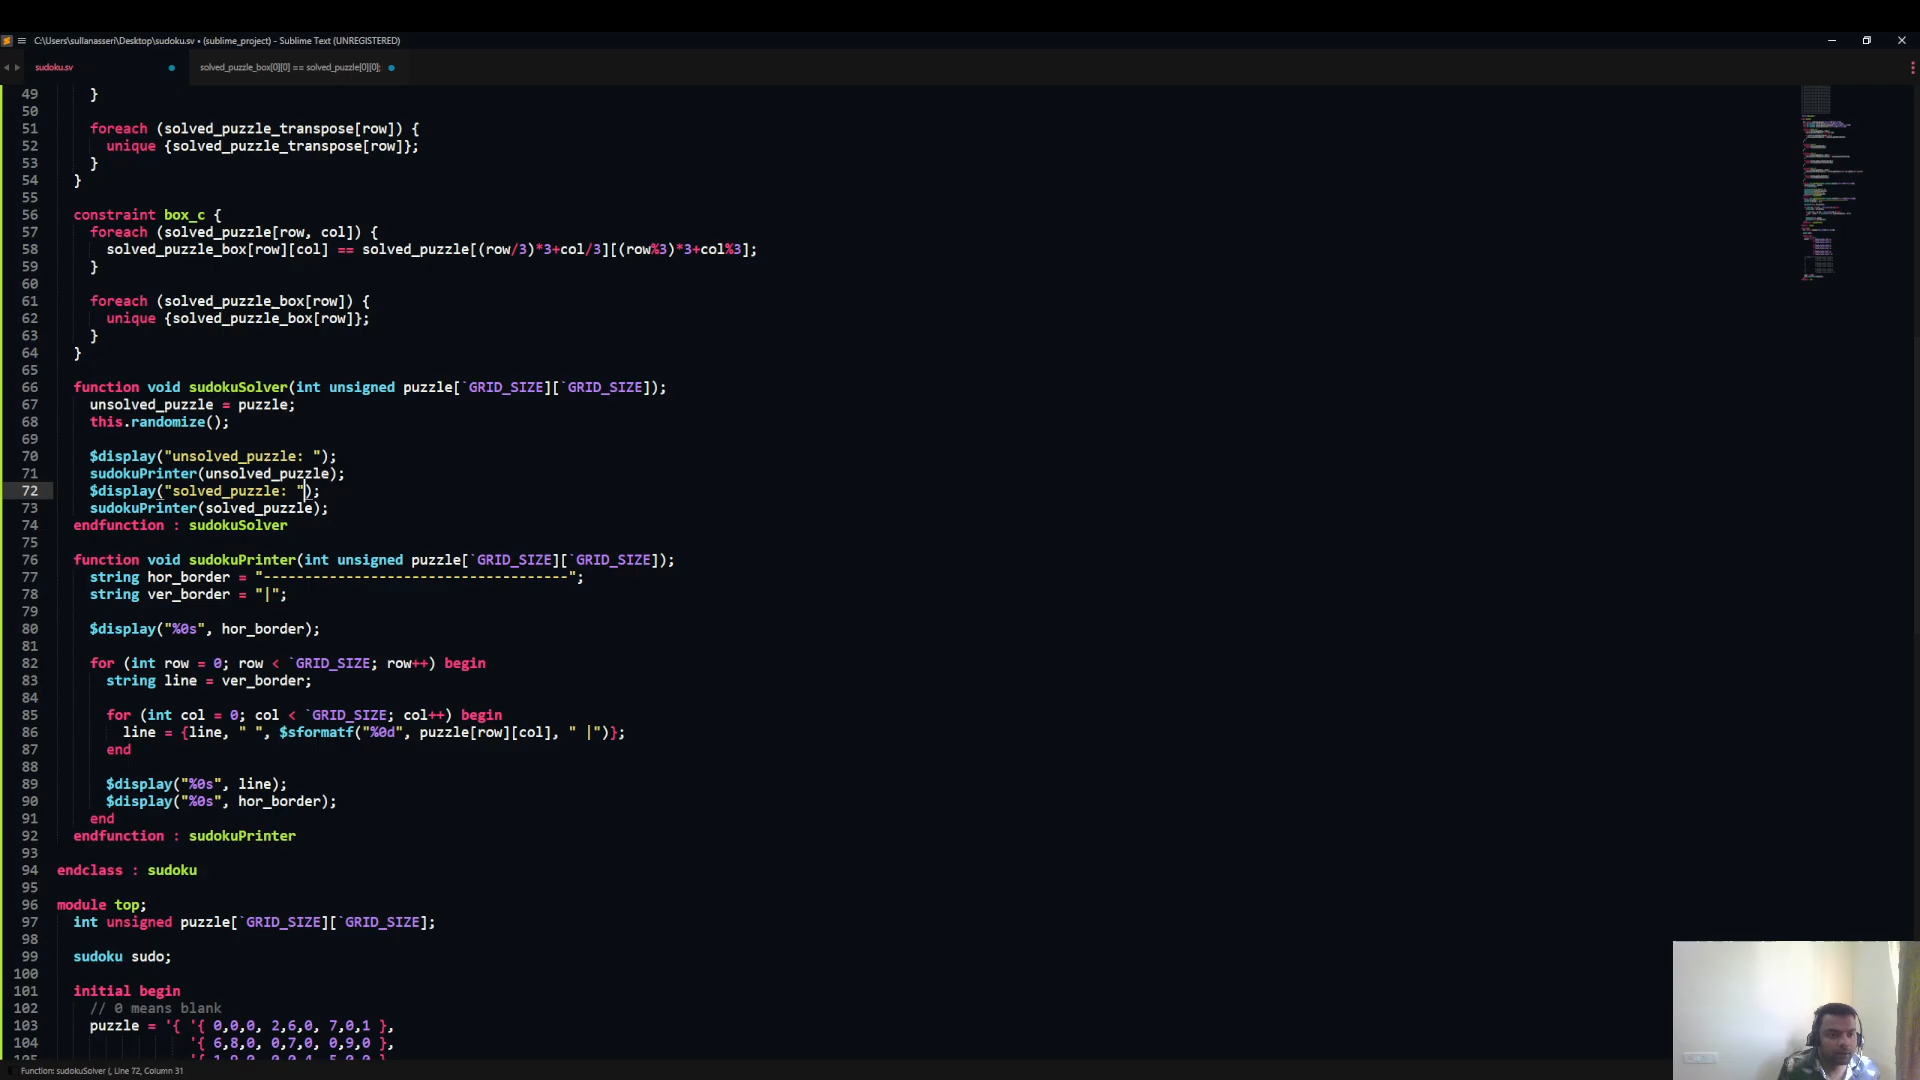 C:\Users\sullanasseri\Desktop\sudoku.sv • (sublime_project) - Sublime Text (UNREGISTERED)
sudoku.sv
solved_puzzle_box[0][0] == solved_puzzle[0][0];
49 }
50
51 foreach (solved_puzzle_transpose[row]) {
52 unique {solved_puzzle_transpose[row]};
53 }
54 }
55
56 constraint box_c {
57 foreach (solved_puzzle[row, col]) {
58 solved_puzzle_box[row][col] == solved_puzzle[(row/3)*3+col/3][(row%3)*3+col%3];
59 }
60
61 foreach (solved_puzzle_box[row]) {
62 unique {solved_puzzle_box[row]};
63 }
64 }
65
66 function void sudokuSolver(int unsigned puzzle[`GRID_SIZE][`GRID_SIZE]);
67 unsolved_puzzle = puzzle;
68 this.randomize();
69
70 $display("unsolved_puzzle: ");
71 sudokuPrinter(unsolved_puzzle);
72 $display("solved_puzzle: ");
73 sudokuPrinter(solved_puzzle);
74 endfunction : sudokuSolver
75
76 function void sudokuPrinter(int unsigned puzzle[`GRID_SIZE][`GRID_SIZE]);
77 string hor_border = "-------------------------------------";
78 string ver_border = "|";
79
80 $display("%0s", hor_border);
81
82 for (int row = 0; row < `GRID_SIZE; row++) begin
83 string line = ver_border;
84
85 for (int col = 0; col < `GRID_SIZE; col++) begin
86 line = {line, " ", $sformatf("%0d", puzzle[row][col], " |")};
87 end
88
89 $display("%0s", line);
90 $display("%0s", hor_border);
91 end
92 endfunction : sudokuPrinter
93
94 endclass : sudoku
95
96 module top;
97 int unsigned puzzle[`GRID_SIZE][`GRID_SIZE];
98
99 sudoku sudo;
100
101 initial begin
102 // 0 means blank
103 puzzle = '{ '{ 0,0,0, 2,6,0, 7,0,1 },
104 '{ 6,8,0, 0,7,0, 0,9,0 },
Function: sudokuSolver (, Line 72, Column 31